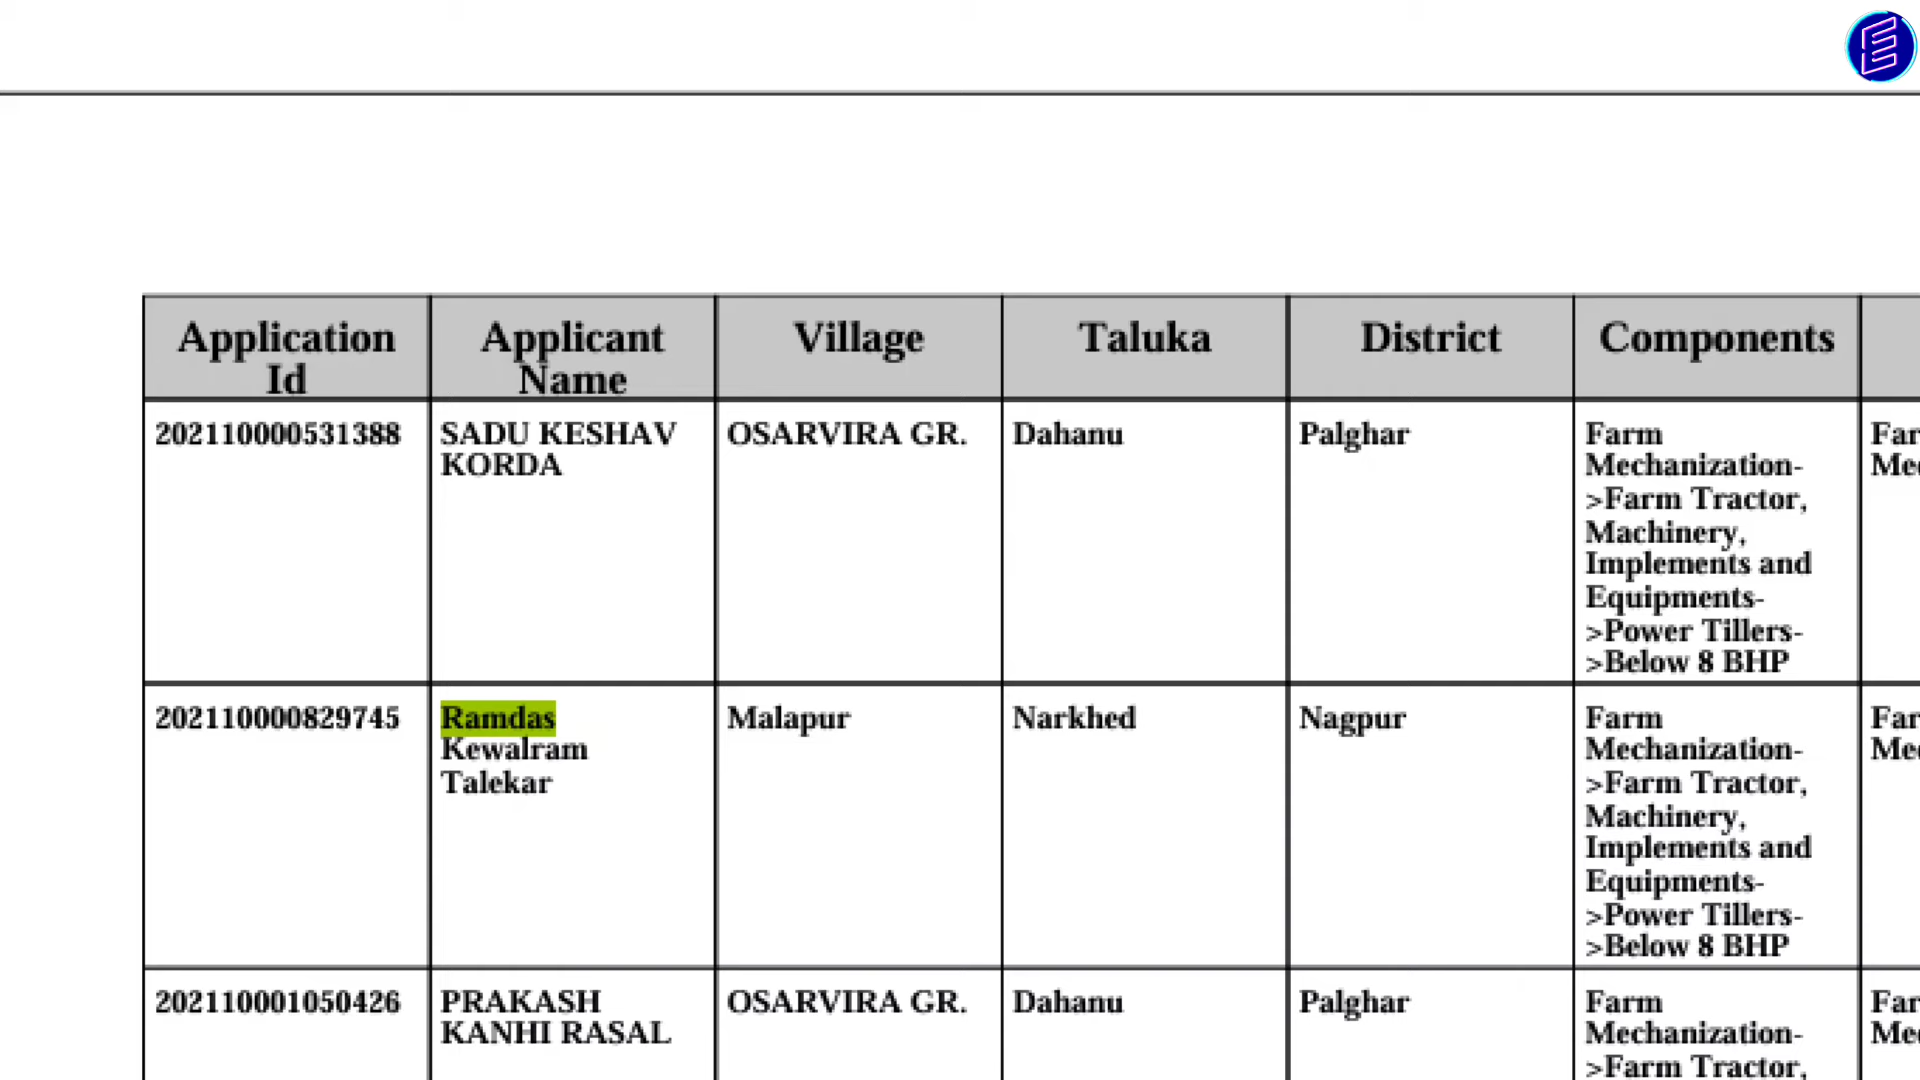 Application Id
Applicant Name
Village
Taluka
District
Components
202110000531388
SADU KESHAV
KORDA
OSARVIRA GR.
Dahanu
Palghar
Farm
Mechanization-
>Farm Tractor,
Machinery,
Implements and
Equipments-
>Power Tillers-
>Below 8 BHP
202110000829745
Ramdas
Kewalram
Talekar
Malapur
Narkhed
Nagpur
Farm
Mechanization-
>Farm Tractor,
Machinery,
Implements and
Equipments-
>Power Tillers-
>Below 8 BHP
202110001050426
PRAKASH
KANHI RASAL
OSARVIRA GR.
Dahanu
Palghar
Farm
Mechanization-
>Farm Tractor,